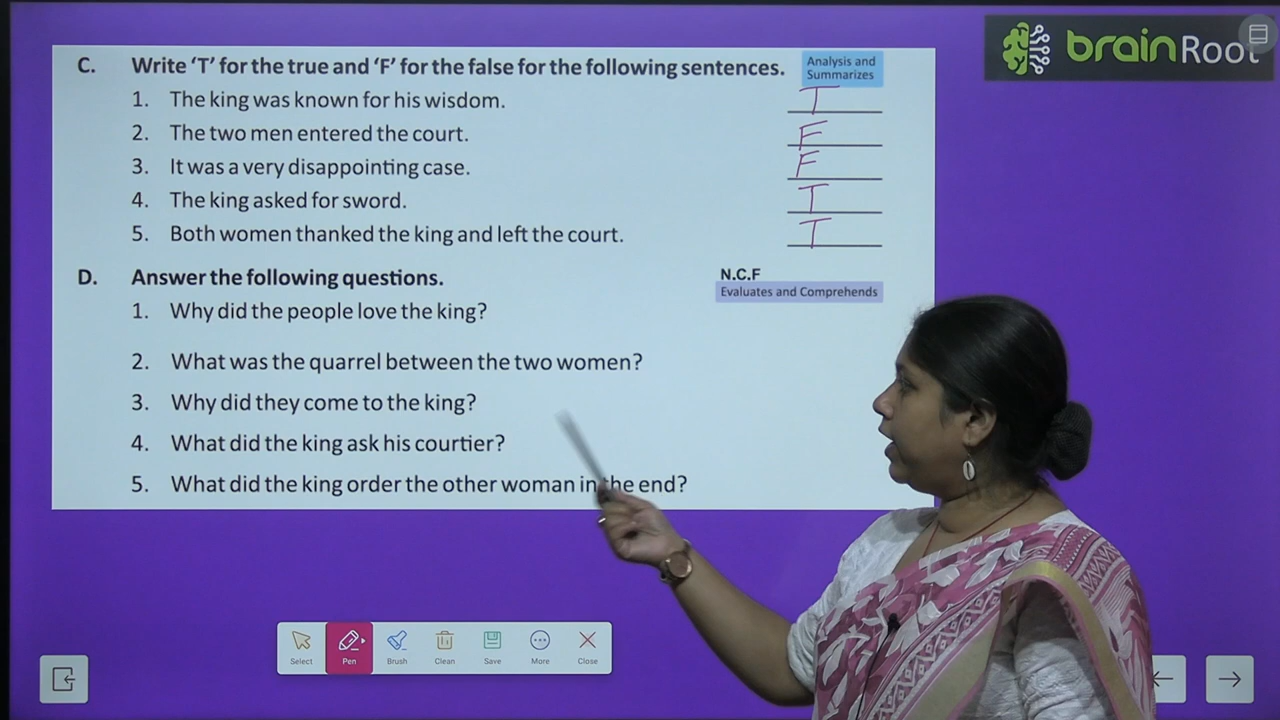 brainRoot
C. Write ‘T’ for the true and ‘F’ for the false for the following sentences. Analysis and Summarizes
1. The king was known for his wisdom. T
2. The two men entered the court. F
3. It was a very disappointing case. F
4. The king asked for sword. T
5. Both women thanked the king and left the court. T
D. Answer the following questions. N.C.F
Evaluates and Comprehends
1. Why did the people love the king?
2. What was the quarrel between the two women?
3. Why did they come to the king?
4. What did the king ask his courtier?
5. What did the king order the other woman in the end?
Select Pen Brush Clean Save More Close